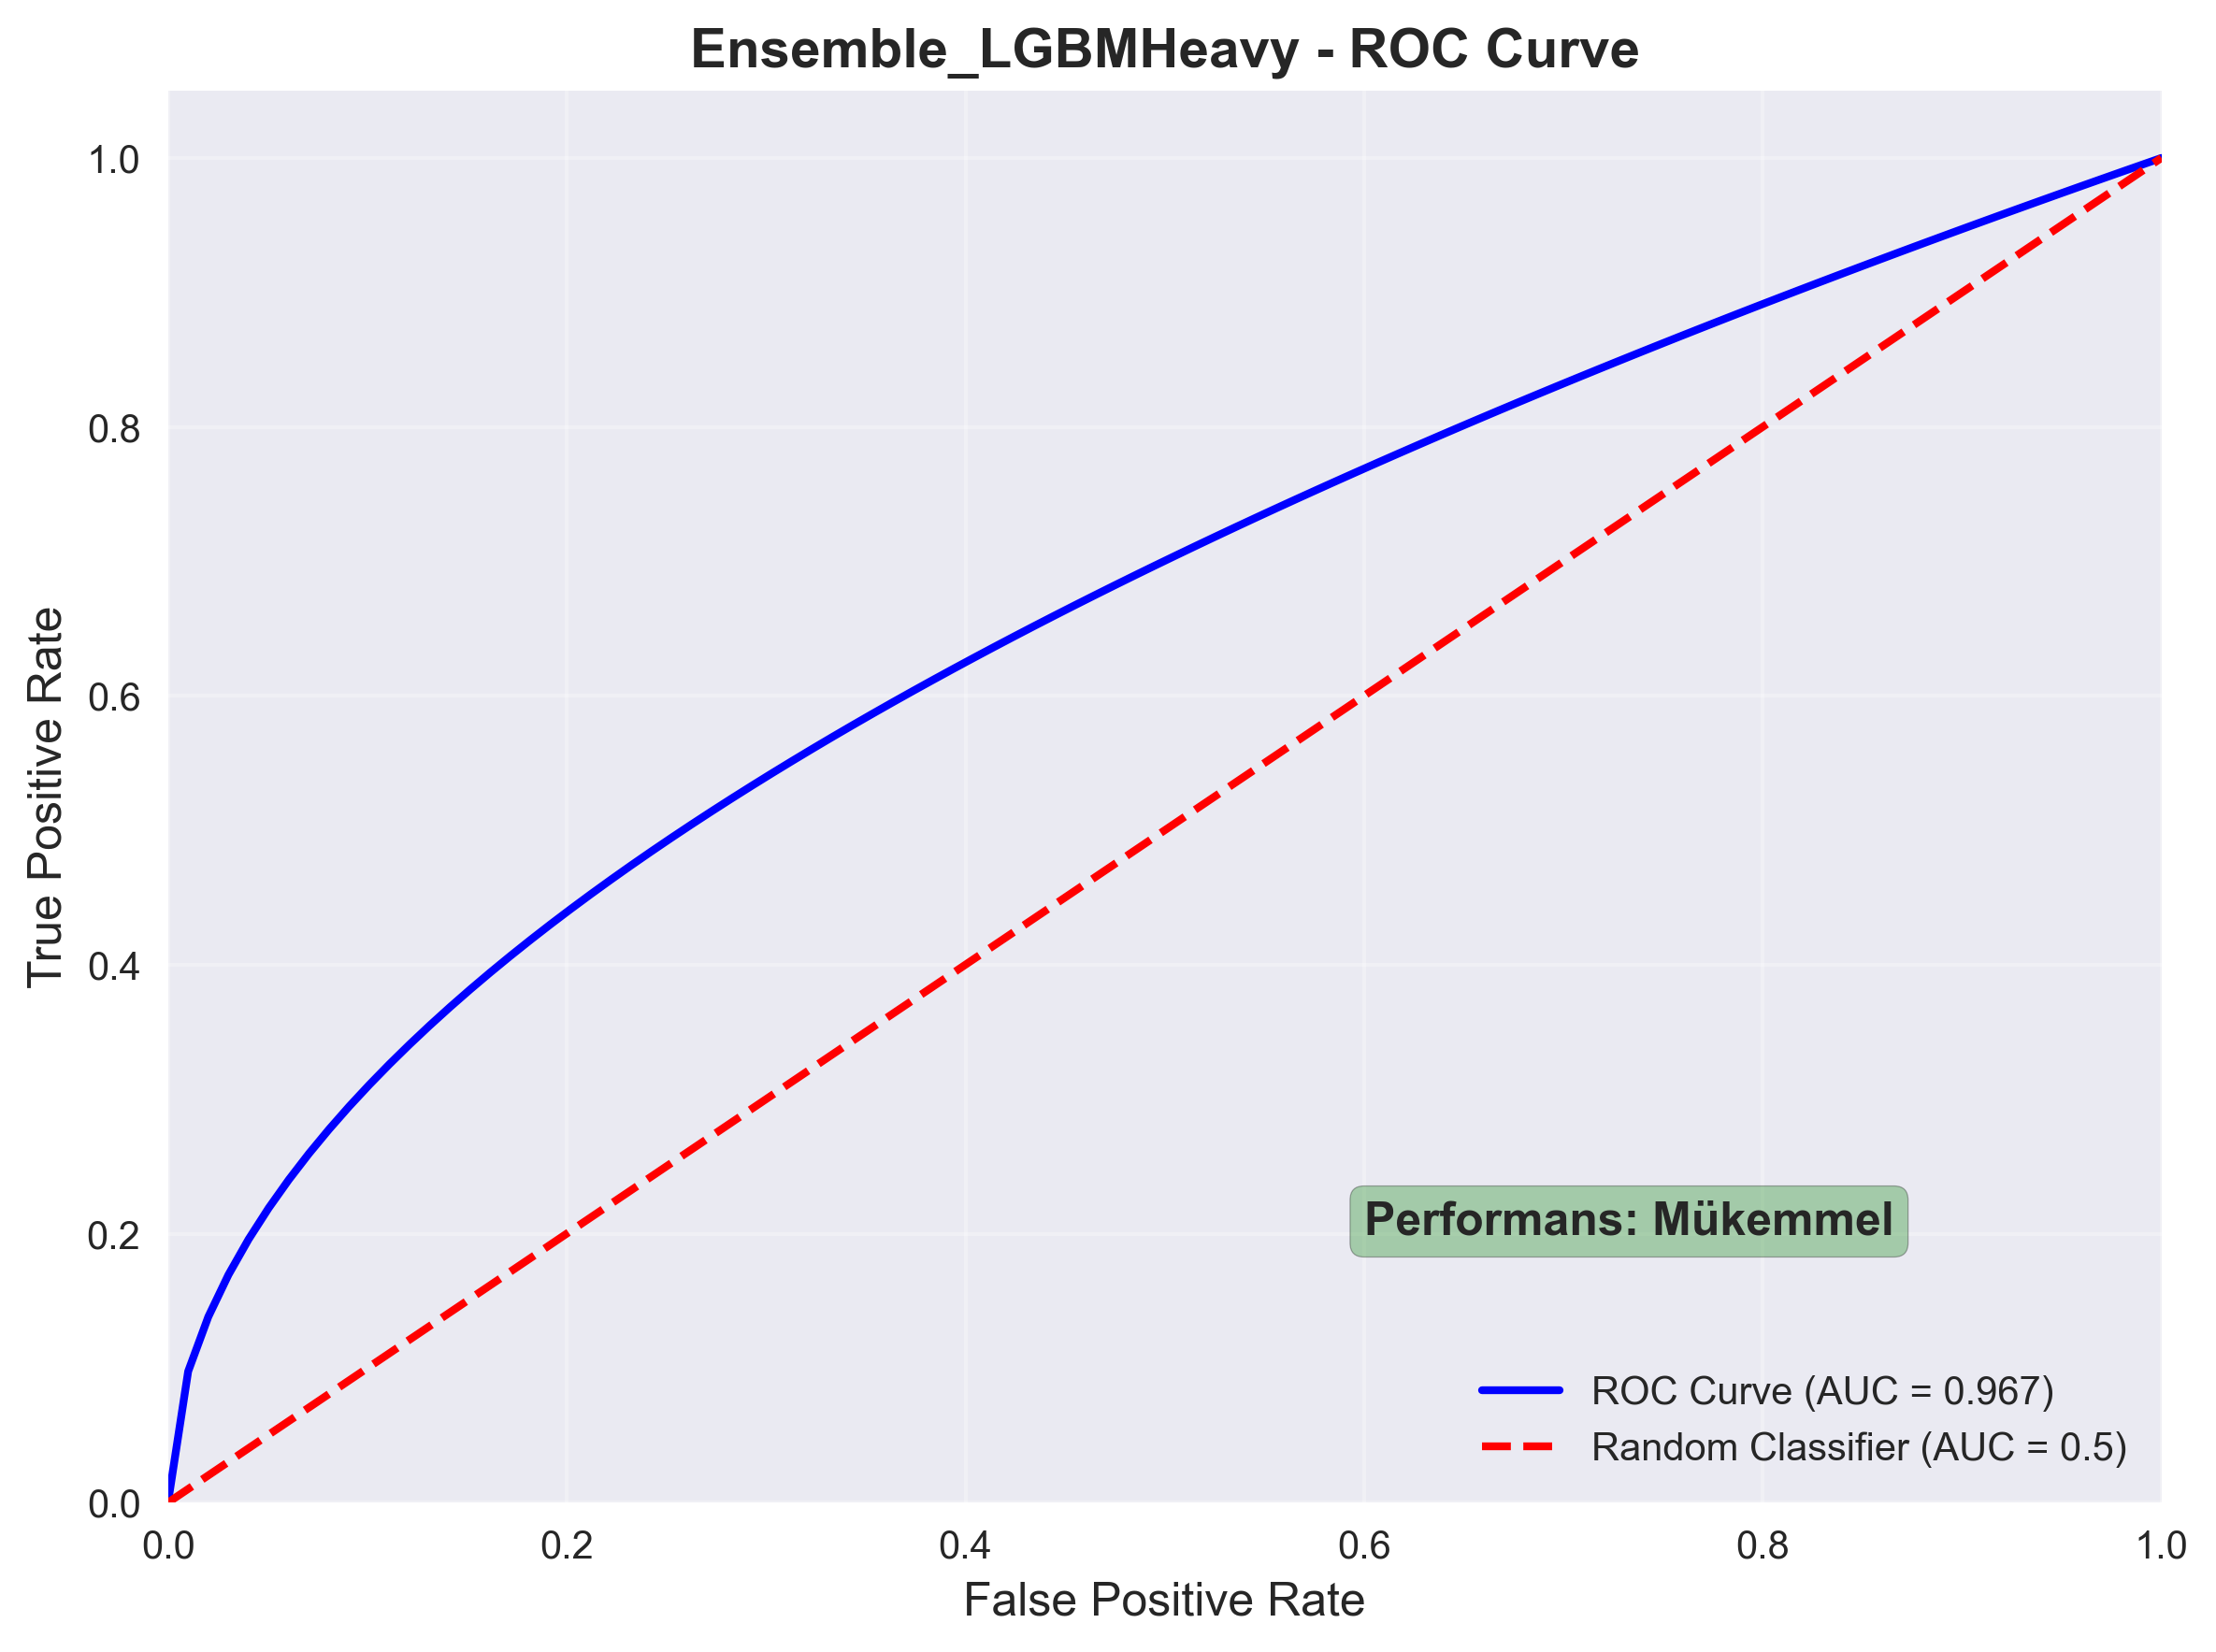 Ensemble_LGBMHeavy - ROC Curve
1.0
0.8
0.6
0.4
0.2
0.0
True Positive Rate
Performans: Mükemmel
ROC Curve (AUC = 0.967)
Random Classifier (AUC = 0.5)
0.0 0.2 0.4 0.6 0.8 1.0
False Positive Rate